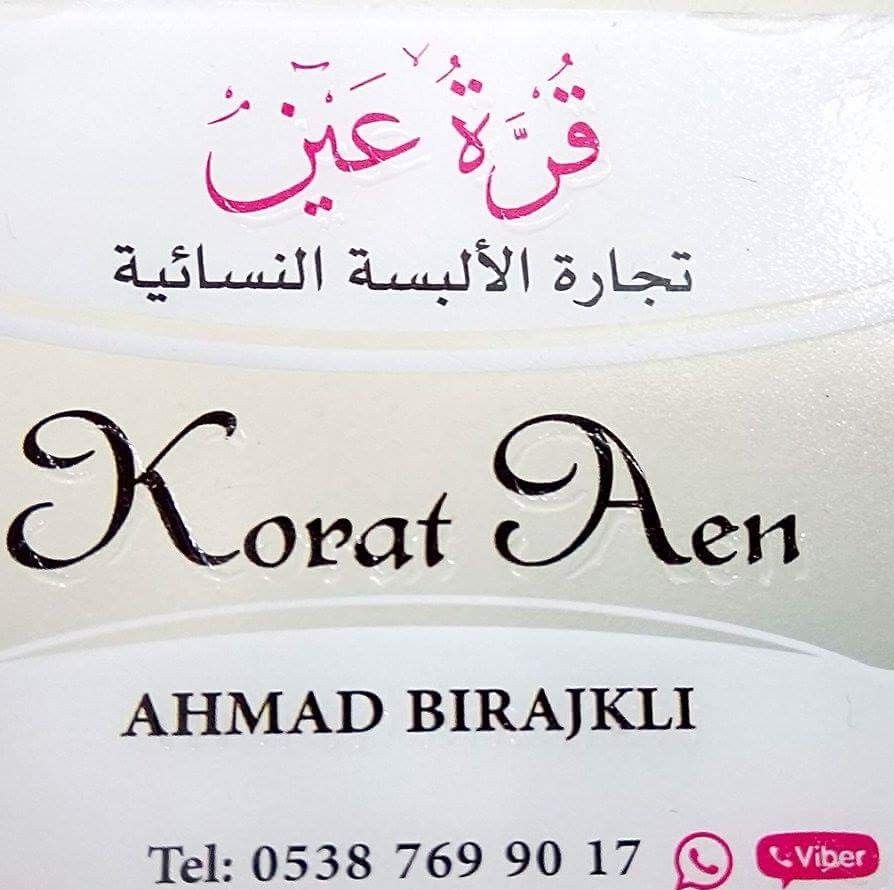 قُرَّةُ عَيْنٍ
تجارة الألبسة النسائية
Korat Aen
AHMAD BIRAJKLI
Tel: 0538 769 90 17 Viber